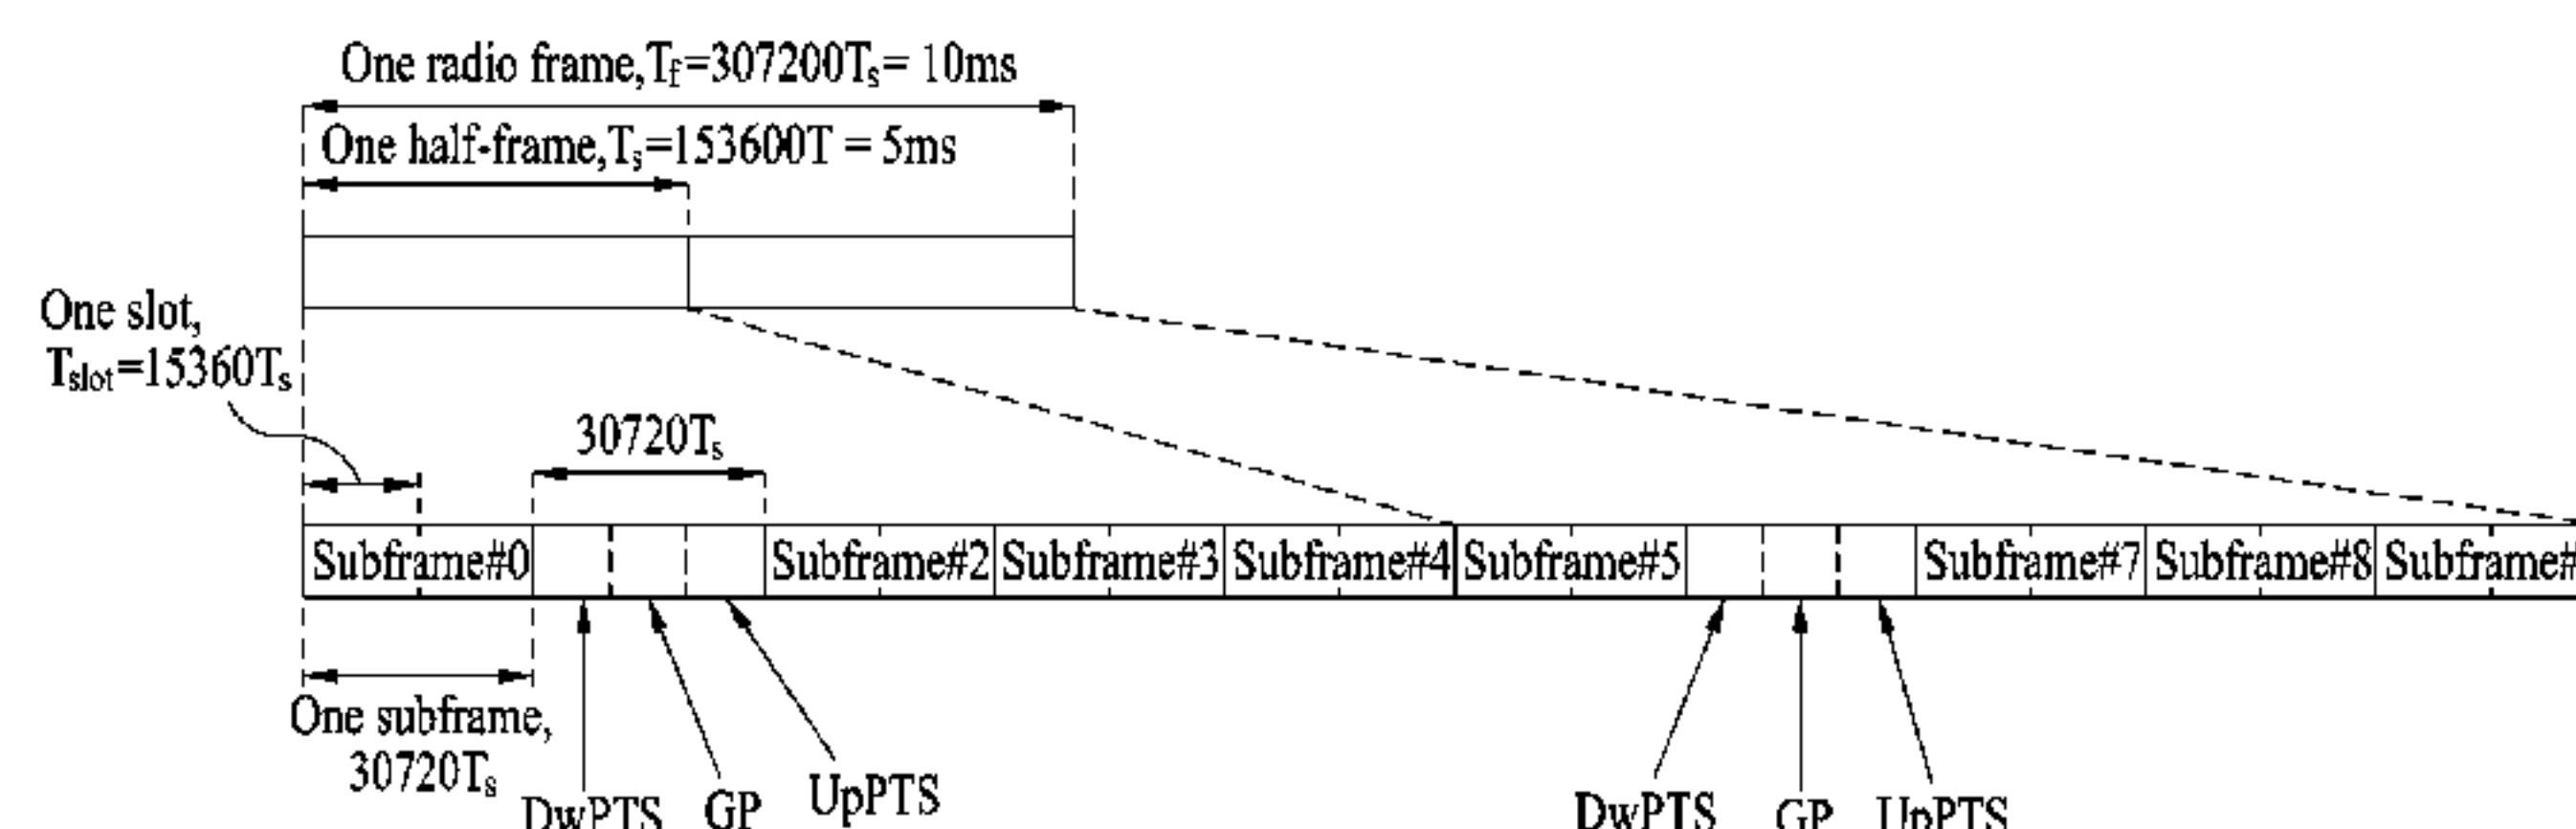 One radio frame,Tf=307200Ts= 10ms
One half-frame,Ts=153600T = 5ms
One slot,
Tslot=15360Ts
30720Ts
Subframe#0 Subframe#2 Subframe#3 Subframe#4 Subframe#5 Subframe#7 Subframe#8 Subframe#
One subframe,
30720Ts
DwPTS GP UpPTS DwPTS GP UpPTS